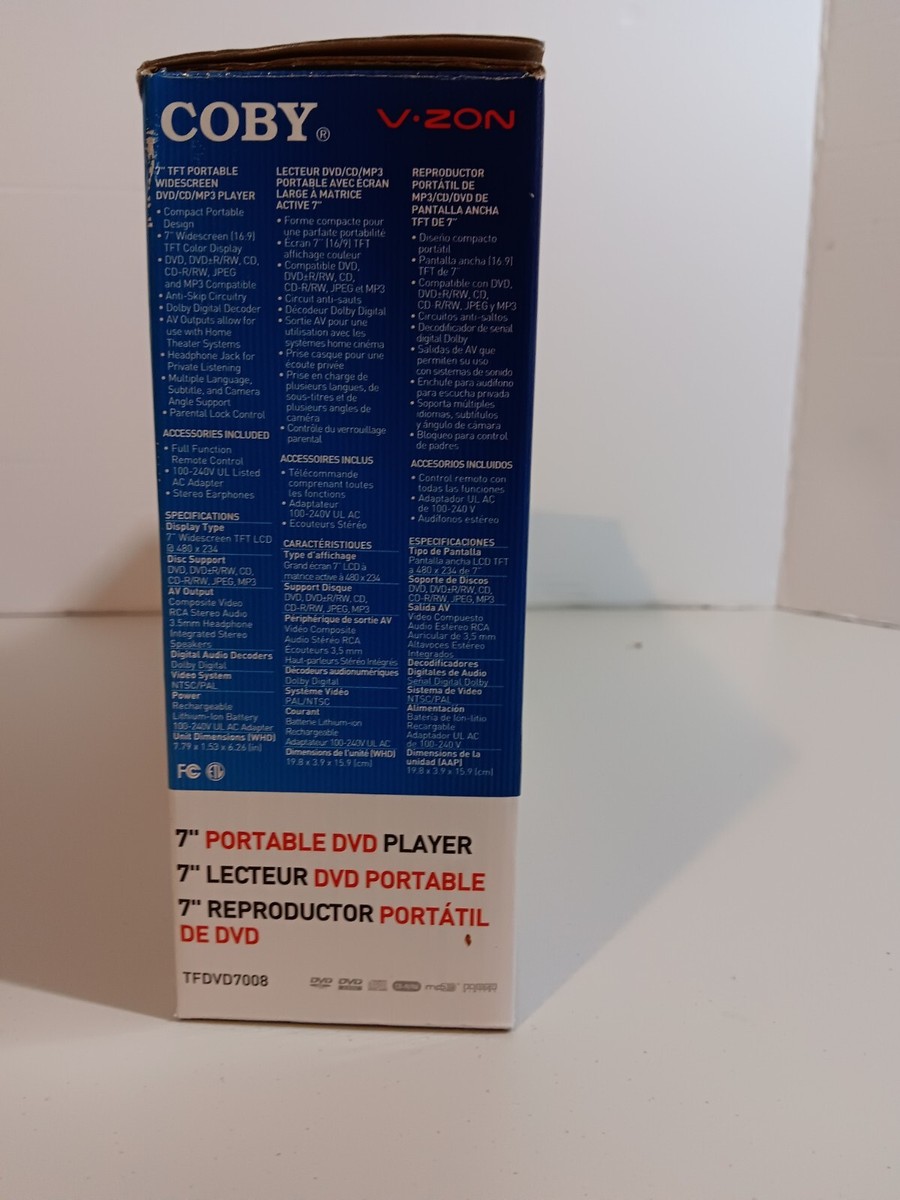 COBY®
V·ZON
7" TFT PORTABLE
WIDESCREEN
DVD/CD/MP3 PLAYER
• Compact Portable
Design
• 7" Widescreen (16:9)
TFT Color Display
• DVD, DVD±R/RW, CD,
CD-R/RW, JPEG
and MP3 Compatible
• Anti-Skip Circuitry
• Dolby Digital Decoder
• AV Outputs allow for
use with Home
Theater Systems
• Headphone Jack for
Private Listening
• Multiple Language,
Subtitle, and Camera
Angle Support
• Parental Lock Control
ACCESSORIES INCLUDED
• Full Function
Remote Control
• 100-240V UL Listed
AC Adapter
• Stereo Earphones
SPECIFICATIONS
Display Type
7" Widescreen TFT LCD
@ 480 x 234
Disc Support
DVD, DVD±R/RW, CD,
CD-R/RW, JPEG, MP3
AV Output
Composite Video
RCA Stereo Audio
3.5mm Headphone
Integrated Stereo
Speakers
Digital Audio Decoders
Dolby Digital
Video System
NTSC/PAL
Power
Rechargeable
Lithium-Ion Battery
100-240V UL AC Adapter
Unit Dimensions (WHD)
7.79 x 1.53 x 6.26 (in)
FC
LECTEUR DVD/CD/MP3
PORTABLE AVEC ÉCRAN
LARGE À MATRICE
ACTIVE 7"
• Forme compacte pour
une parfaite portabilité
• Écran 7" (16/9) TFT
affichage couleur
• Compatible DVD,
DVD±R/RW, CD,
CD-R/RW, JPEG et MP3
• Circuit anti-sauts
• Décodeur Dolby Digital
• Sortie AV pour une
utilisation avec les
systèmes home cinéma
• Prise casque pour une
écoute privée
• Prise en charge de
plusieurs langues, de
sous-titres et de
plusieurs angles de
caméra
• Contrôle du verrouillage
parental
ACCESSOIRES INCLUS
• Télécommande
comprenant toutes
les fonctions
• Adaptateur
100-240V UL AC
• Écouteurs Stéréo
CARACTÉRISTIQUES
Type d'affichage
Grand écran 7" LCD à
matrice active à 480 x 234
Support Disque
DVD, DVD±R/RW, CD,
CD-R/RW, JPEG, MP3
Périphérique de sortie AV
Vidéo Composite
Audio Stéréo RCA
Écouteurs 3,5 mm
Haut-parleurs Stéréo Intégrés
Décodeurs audionumériques
Dolby Digital
Système Vidéo
PAL/NTSC
Courant
Batterie Lithium-ion
Rechargeable
Adaptateur 100-240V UL AC
Dimensions de l'unité (WHD)
19.8 x 3.9 x 15.9 (cm)
REPRODUCTOR
PORTÁTIL DE
MP3/CD/DVD DE
PANTALLA ANCHA
TFT DE 7"
• Diseño compacto
portátil
• Pantalla ancha (16:9)
TFT de 7"
• Compatible con DVD,
DVD±R/RW, CD,
CD-R/RW, JPEG y MP3
• Circuitos anti-saltos
• Decodificador de senal
digital Dolby
• Salidas de AV que
permiten su uso
con sistemas de sonido
• Enchufe para audífono
para escucha privada
• Soporta múltiples
idiomas, subtítulos
y ángulo de cámara
• Bloqueo para control
de padres
ACCESORIOS INCLUIDOS
• Control remoto con
todas las funciones
• Adaptador UL AC
de 100-240 V
• Audífonos estéreo
ESPECIFICACIONES
Tipo de Pantalla
Pantalla ancha LCD TFT
a 480 x 234 de 7"
Soporte de Discos
DVD, DVD±R/RW, CD,
CD-R/RW, JPEG, MP3
Salida AV
Video Compuesto
Audio Estéreo RCA
Auricular de 3,5 mm
Altavoces Estéreo
Integrados
Decodificadores
Digitales de Audio
Senal Digital Dolby
Sistema de Video
NTSC/PAL
Alimentación
Batería de Ión-litio
Recargable
Adaptador UL AC
de 100-240 V
Dimensions de la
unidad (AAP)
19.8 x 3.9 x 15.9 (cm)
7" PORTABLE DVD PLAYER
7" LECTEUR DVD PORTABLE
7" REPRODUCTOR PORTÁTIL
DE DVD
TFDVD7008
DVD DVD